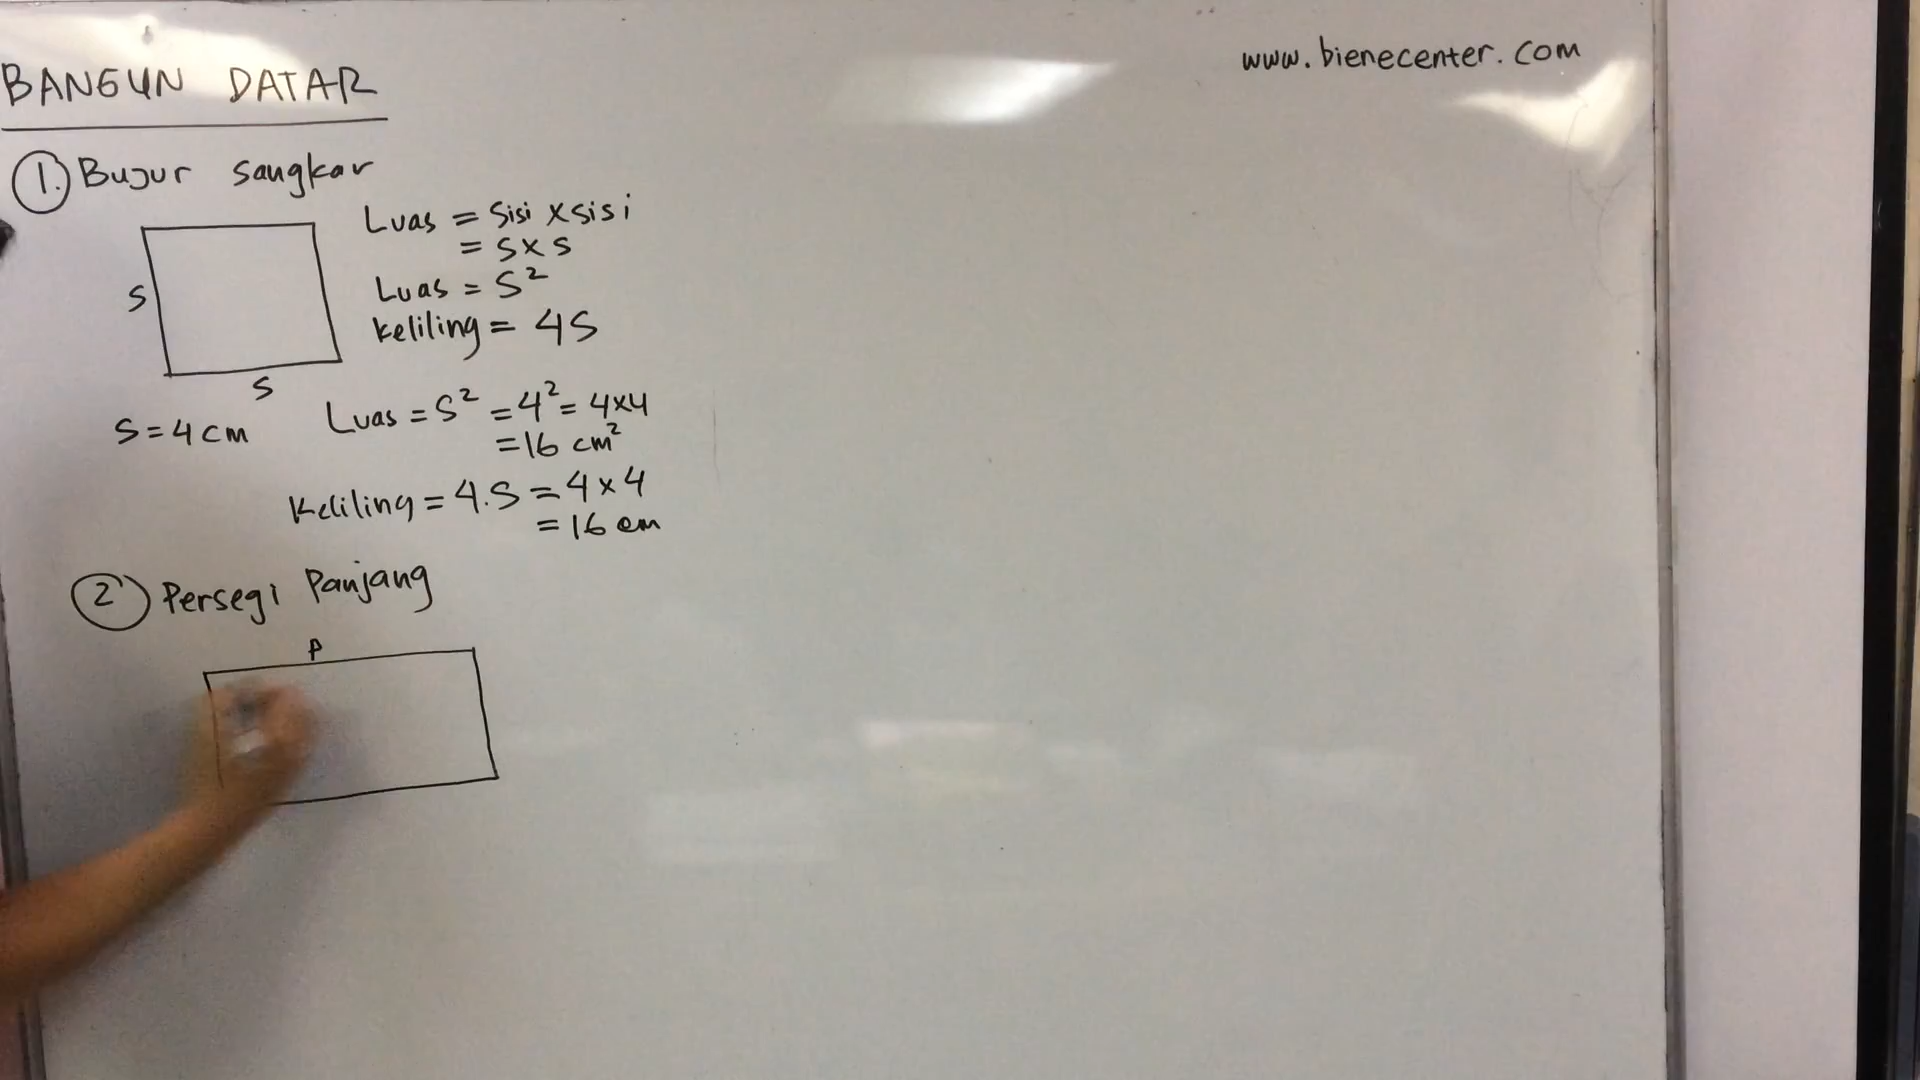 BANGUN DATAR
www.bienecenter.com
1. Bujur sangkar
Luas = sisi x sisi
= s x s
Luas = s²
keliling = 4s
s
s
s = 4 cm
Luas = s² = 4² = 4x4
= 16 cm²
Keliling = 4.s = 4 x 4
= 16 cm
2 Persegi Panjang
P